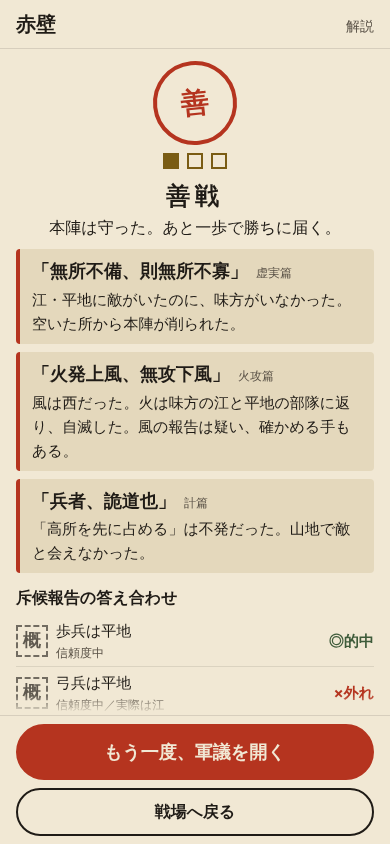 赤壁
解説
善
善戦
本陣は守った。あと一歩で勝ちに届く。
「無所不備、則無所不寡」 虚実篇
江・平地に敵がいたのに、味方がいなかった。
空いた所から本陣が削られた。
「火発上風、無攻下風」 火攻篇
風は西だった。火は味方の江と平地の部隊に返
り、自滅した。風の報告は疑い、確かめる手も
ある。
「兵者、詭道也」 計篇
「高所を先に占める」は不発だった。山地で敵
と会えなかった。
斥候報告の答え合わせ
概 歩兵は平地 ◎的中
信頼度中
概 弓兵は平地 ×外れ
信頼度中／実際は江
もう一度、軍議を開く
戦場へ戻る